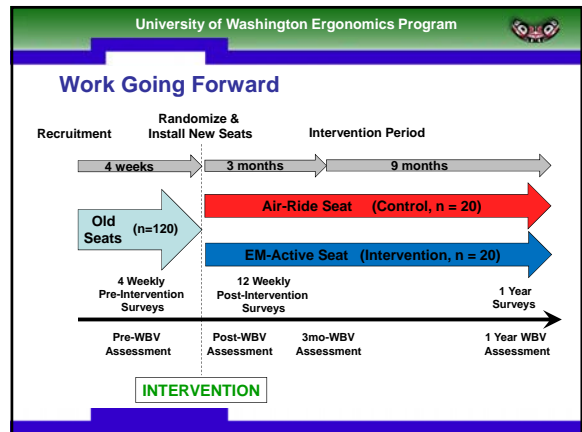 University of Washington Ergonomics Program
Work Going Forward
Randomize &
Recruitment Install New Seats Intervention Period
4 weeks 3 months 9 months
Air-Ride Seat (Control, n = 20)
Old
Seats (n=120)
EM-Active Seat (Intervention, n = 20)
4 Weekly
Pre-Intervention
Surveys
12 Weekly
Post-Intervention
Surveys
1 Year
Surveys
Pre-WBV
Assessment
Post-WBV
Assessment
3mo-WBV
Assessment
1 Year WBV
Assessment
INTERVENTION